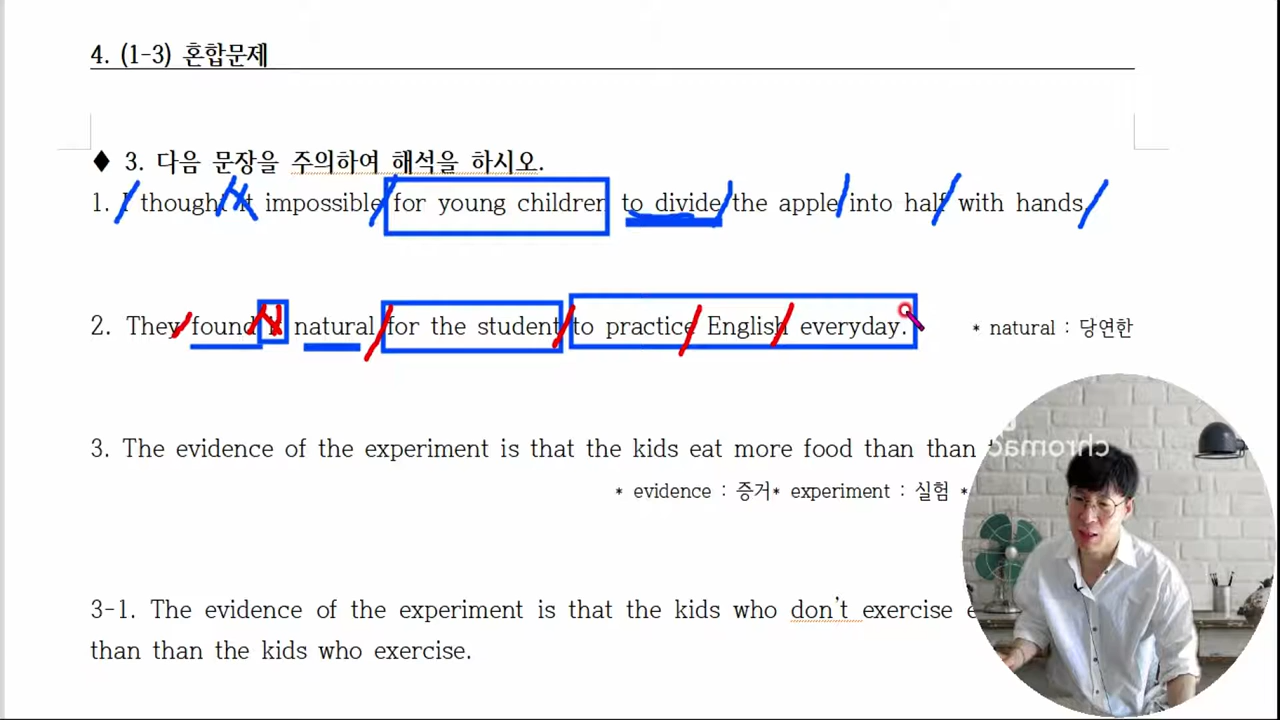 4. (1-3) 혼합문제
◆ 3. 다음 문장을 주의하여 해석을 하시오.
1. I thought it impossible for young children to divide the apple into half with hands
2. They found it natural for the student to practice English everyday. * natural : 당연한
3. The evidence of the experiment is that the kids eat more food than than
* evidence : 증거* experiment : 실험 *
chromac
3-1. The evidence of the experiment is that the kids who don't exercise
than than the kids who exercise.